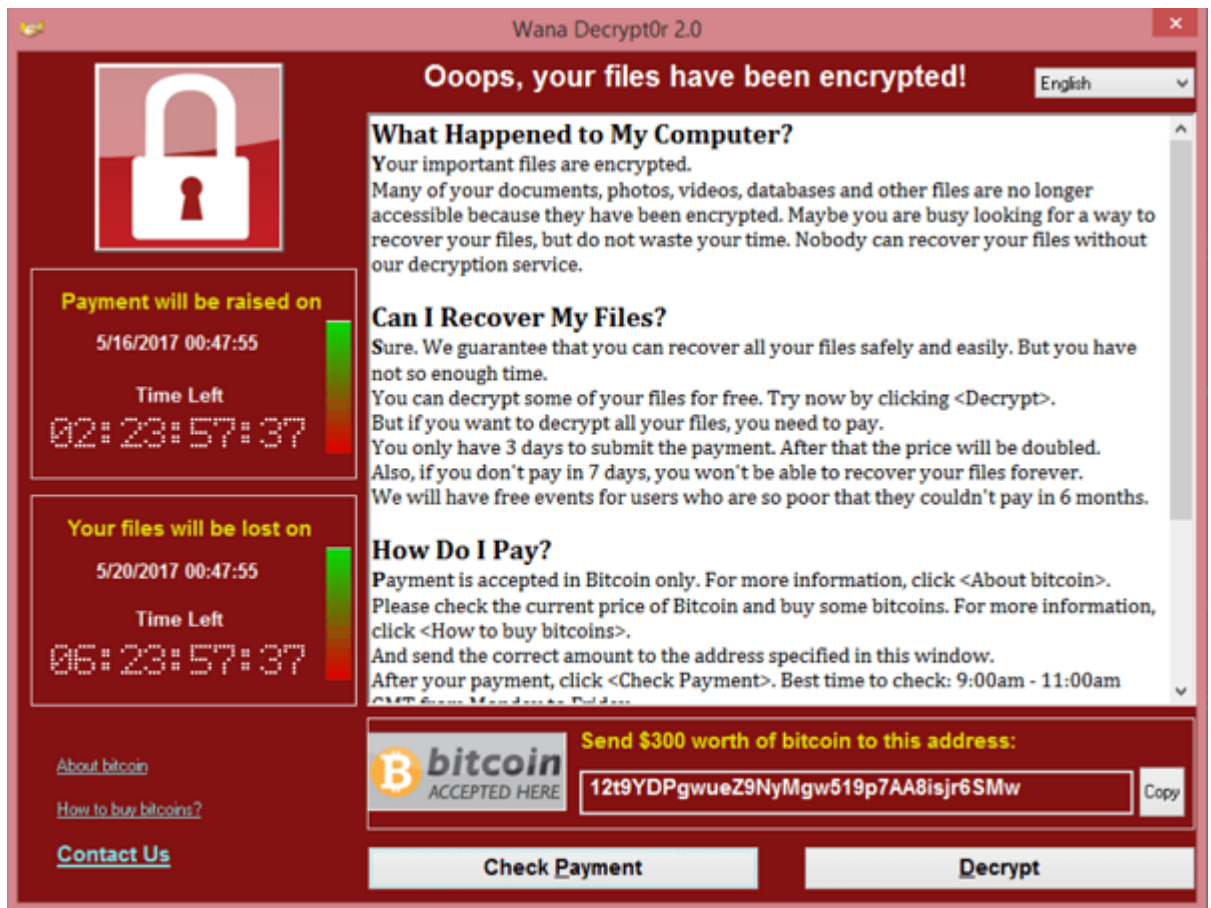 Wana Decrypt0r 2.0
Ooops, your files have been encrypted!
English
What Happened to My Computer?
Your important files are encrypted.
Many of your documents, photos, videos, databases and other files are no longer
accessible because they have been encrypted. Maybe you are busy looking for a way to
recover your files, but do not waste your time. Nobody can recover your files without
our decryption service.
Can I Recover My Files?
Sure. We guarantee that you can recover all your files safely and easily. But you have
not so enough time.
You can decrypt some of your files for free. Try now by clicking <Decrypt>.
But if you want to decrypt all your files, you need to pay.
You only have 3 days to submit the payment. After that the price will be doubled.
Also, if you don't pay in 7 days, you won't be able to recover your files forever.
We will have free events for users who are so poor that they couldn't pay in 6 months.
How Do I Pay?
Payment is accepted in Bitcoin only. For more information, click <About bitcoin>.
Please check the current price of Bitcoin and buy some bitcoins. For more information,
click <How to buy bitcoins>.
And send the correct amount to the address specified in this window.
After your payment, click <Check Payment>. Best time to check: 9:00am - 11:00am
GMT from Monday to Friday
Payment will be raised on
5/16/2017 00:47:55
Time Left
02:23:57:37
Your files will be lost on
5/20/2017 00:47:55
Time Left
06:23:57:37
About bitcoin
How to buy bitcoins?
Contact Us
bitcoin
ACCEPTED HERE
Send $300 worth of bitcoin to this address:
12t9YDPgwueZ9NyMgw519p7AA8isjr6SMw
Copy
Check Payment
Decrypt